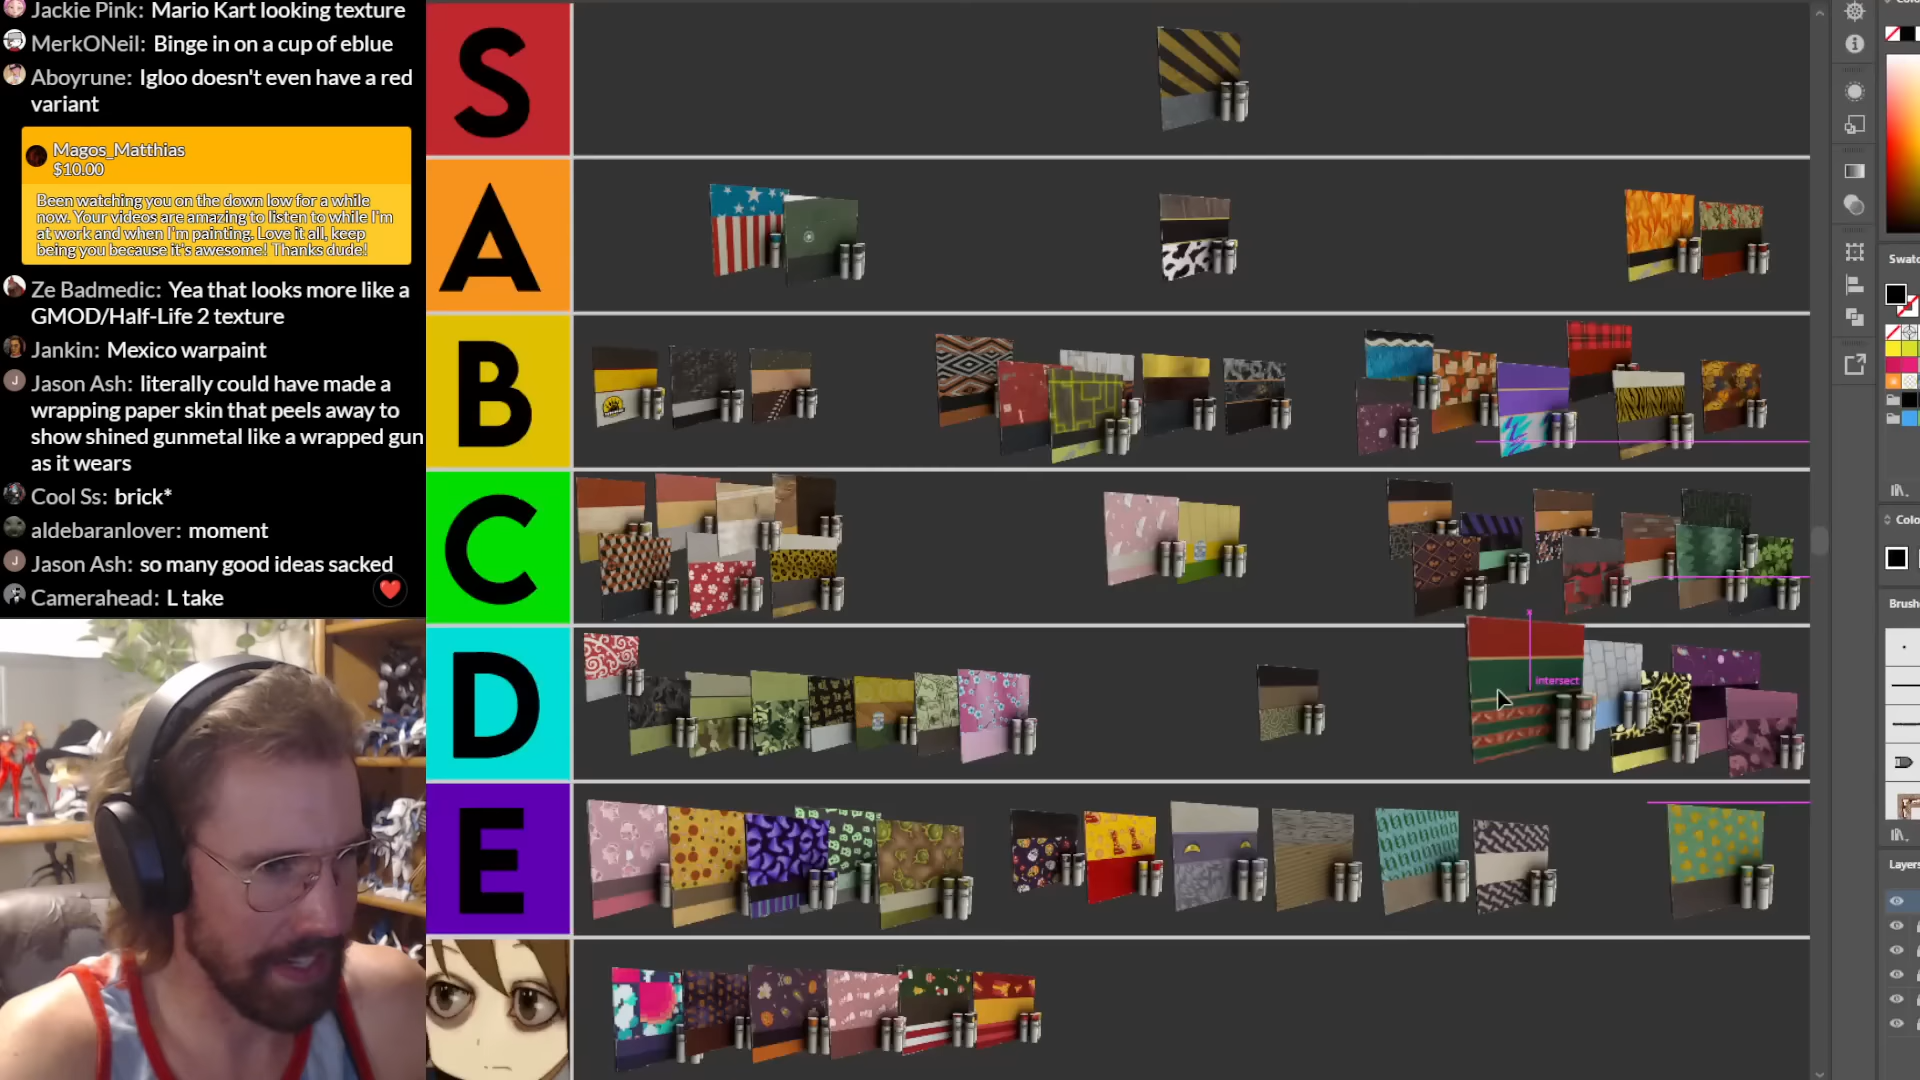 Jackie Pink: Mario Kart looking texture
MerkONeil: Binge in on a cup of eblue
Aboyrune: Igloo doesn't even have a red
variant
Magos_Matthias
$10.00
Been watching you on the down low for a while
now. Your videos are amazing to listen to while I'm
at work and when I'm painting. Love it all, keep
being you because it's awesome! Thanks dude!
Ze Badmedic: Yea that looks more like a
GMOD/Half-Life 2 texture
Jankin: Mexico warpaint
J Jason Ash: literally could have made a
wrapping paper skin that peels away to
show shined gunmetal like a wrapped gun
as it wears
Cool Ss: brick*
aldebaranlover: moment
J Jason Ash: so many good ideas sacked
Camerahead: L take
S
A
B
C
D
E
intersect
Colo
Swatc
Colo
Brushe
Layers